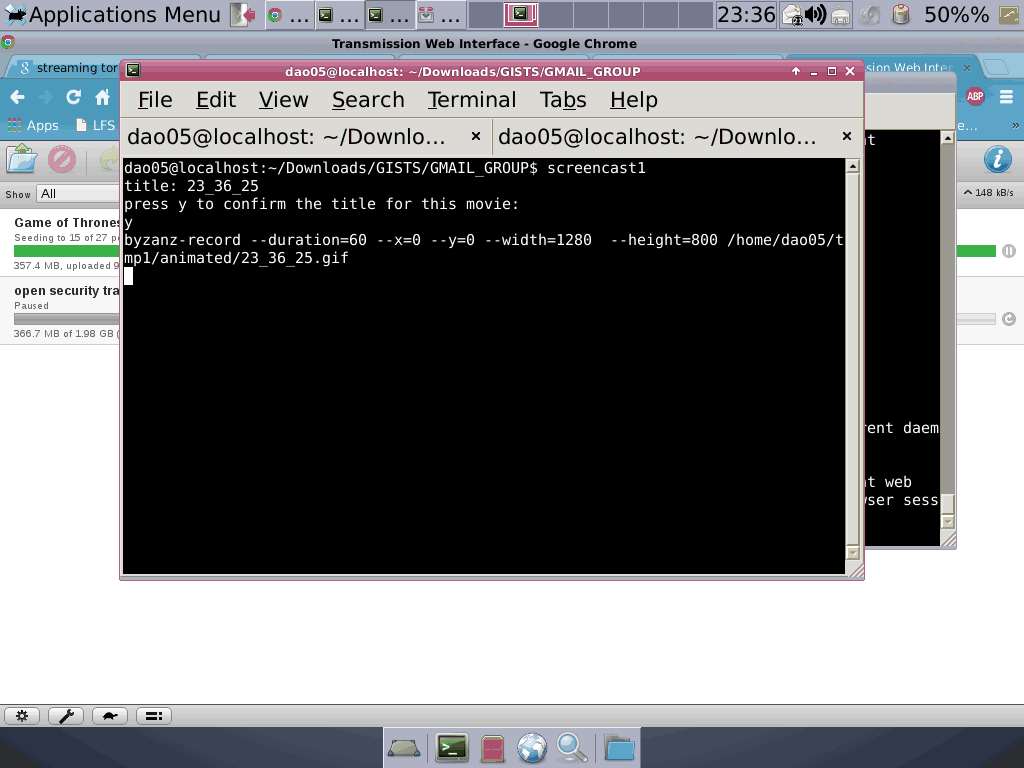 Applications Menu
...
...
...
...
23:36
21
50%%
Transmission Web Interface - Google Chrome
streaming tor
sion Web Inter
dao05@localhost: ~/Downloads/GISTS/GMAIL_GROUP
File Edit View Search Terminal Tabs Help
ABP
Apps
LFS
e...
»
dao05@localhost: ~/Downlo...
dao05@localhost: ~/Downlo...
t
dao05@localhost:~/Downloads/GISTS/GMAIL_GROUP$ screencast1
title: 23_36_25
press y to confirm the title for this movie:
y
byzanz-record --duration=60 --x=0 --y=0 --width=1280  --height=800 /home/dao05/t
mp1/animated/23_36_25.gif
Show All
148 kB/s
Game of Thrones
Seeding to 15 of 27 pe
357.4 MB, uploaded 9
open security tra
Paused
366.7 MB of 1.98 GB (
rent daem
t web
wser sess